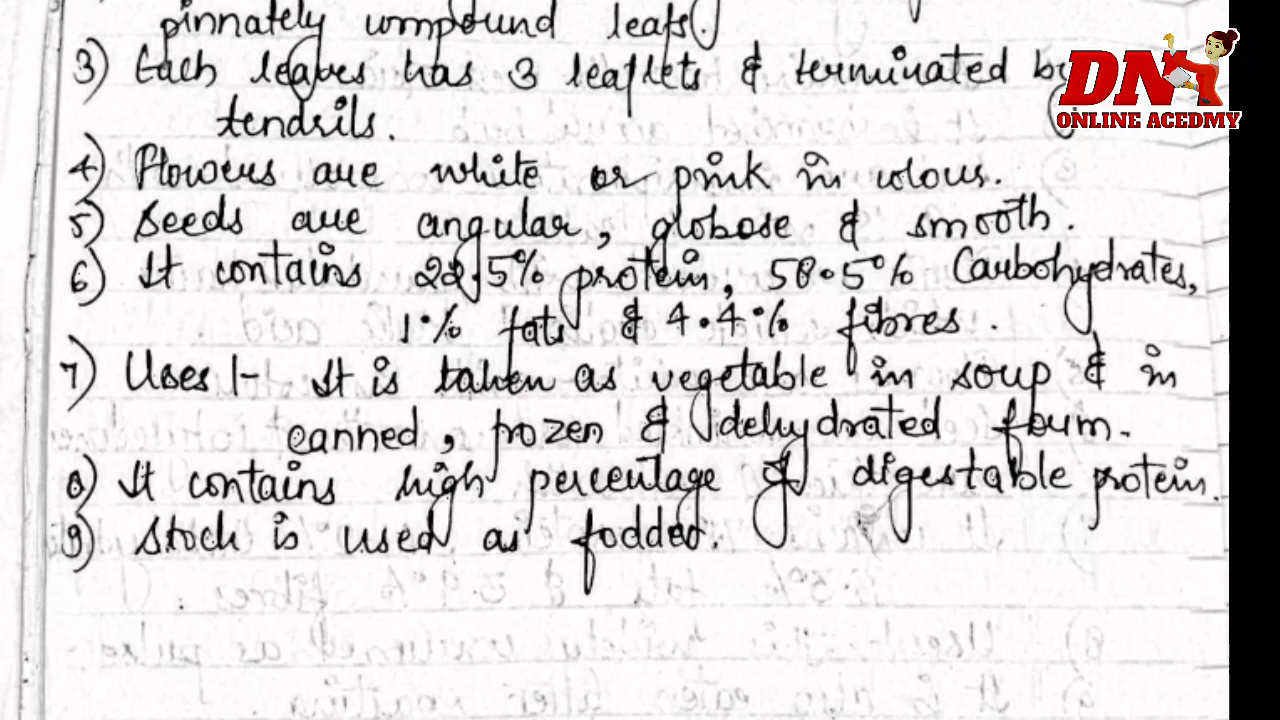 pinnately compound leafs.
3) Each leaves has 3 leaflets & terminated by
tendrils.
4) Flowers are white or pink in colour.
5) Seeds are angular, globose & smooth.
6) It contains 22.5% protein, 58.5% Carbohydrates,
1% fats & 4.4% fibres.
7) Uses :- It is taken as vegetable in soup & in
canned, frozen & dehydrated form.
8) It contains high percentage of digestable protein.
9) Stock is used as fodder.
DNA
ONLINE ACEDMY